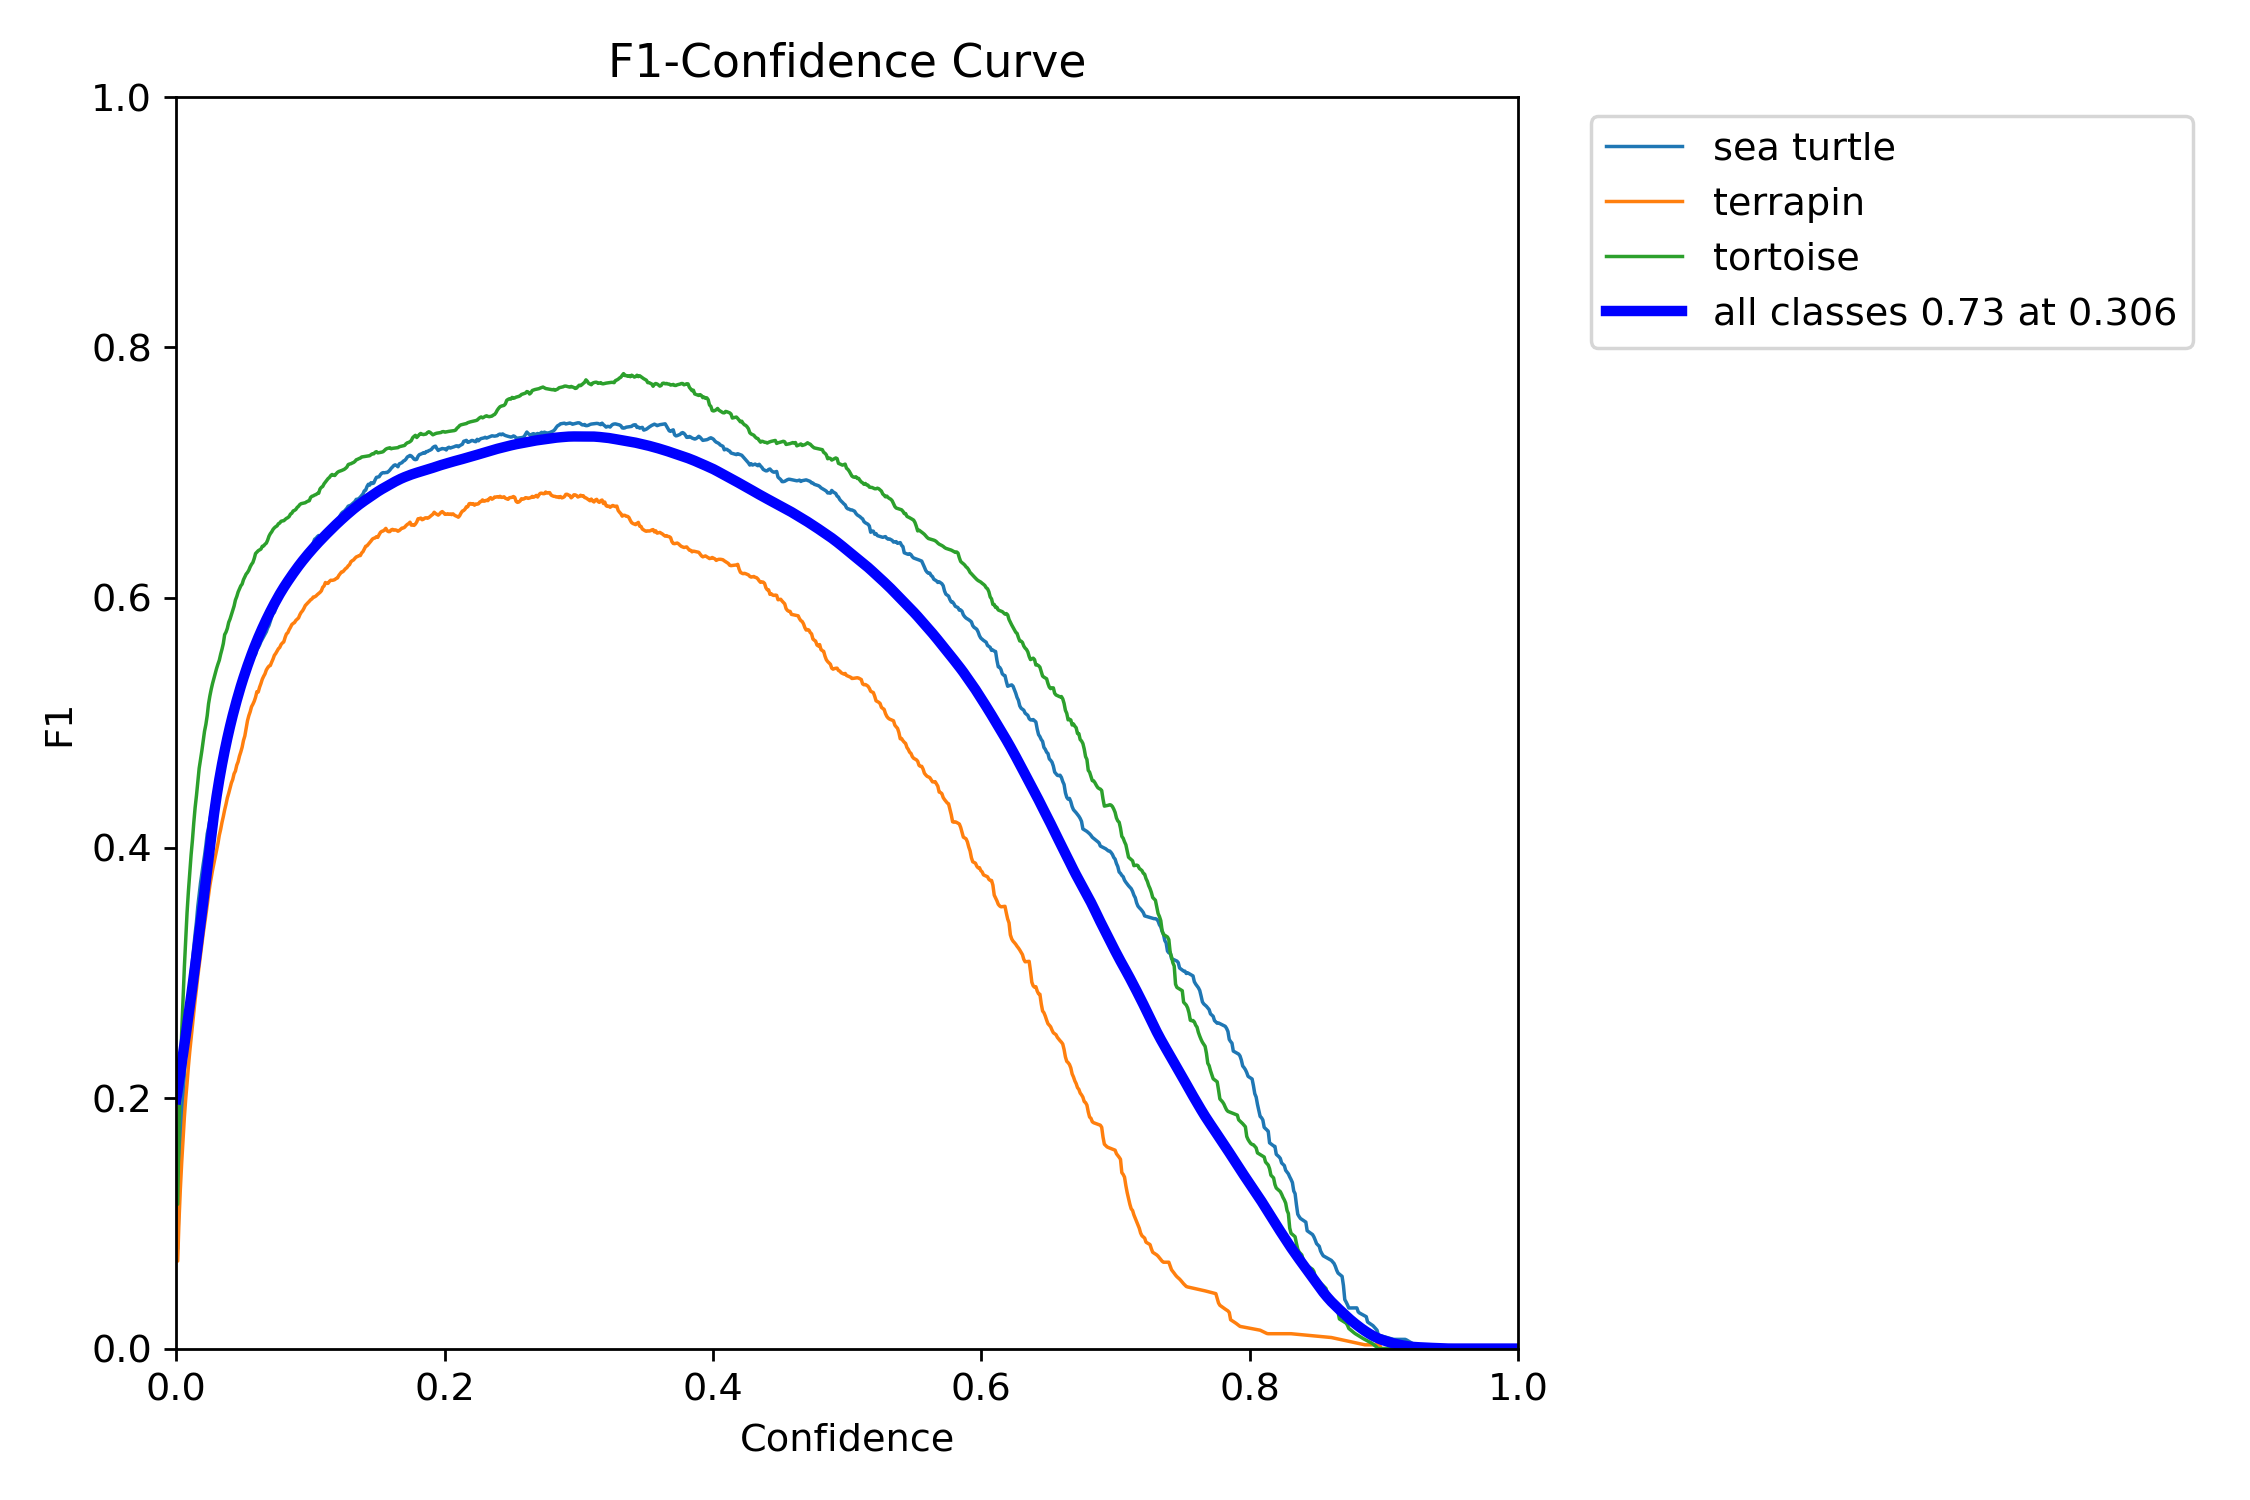 F1-Confidence Curve
1.0
0.8
0.6
0.4
0.2
0.0
F1
0.0 0.2 0.4 0.6 0.8 1.0
Confidence
sea turtle
terrapin
tortoise
all classes 0.73 at 0.306